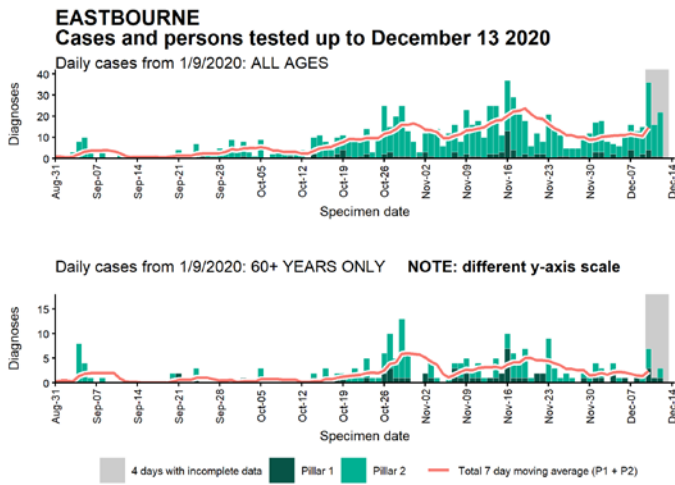 EASTBOURNE
Cases and persons tested up to December 13 2020
Daily cases from 1/9/2020: ALL AGES
40
30
20
10
0
Diagnoses
Aug-31
Sep-07
Sep-14
Sep-21
Sep-28
Oct-05
Oct-12
Oct-19
Oct-26
Nov-02
Nov-09
Nov-16
Nov-23
Nov-30
Dec-07
Dec-14
Specimen date
Daily cases from 1/9/2020: 60+ YEARS ONLY NOTE: different y-axis scale
15
10
5
0
Diagnoses
Aug-31
Sep-07
Sep-14
Sep-21
Sep-28
Oct-05
Oct-12
Oct-19
Oct-26
Nov-02
Nov-09
Nov-16
Nov-23
Nov-30
Dec-07
Dec-14
Specimen date
4 days with incomplete data Pillar 1 Pillar 2 Total 7 day moving average (P1 + P2)